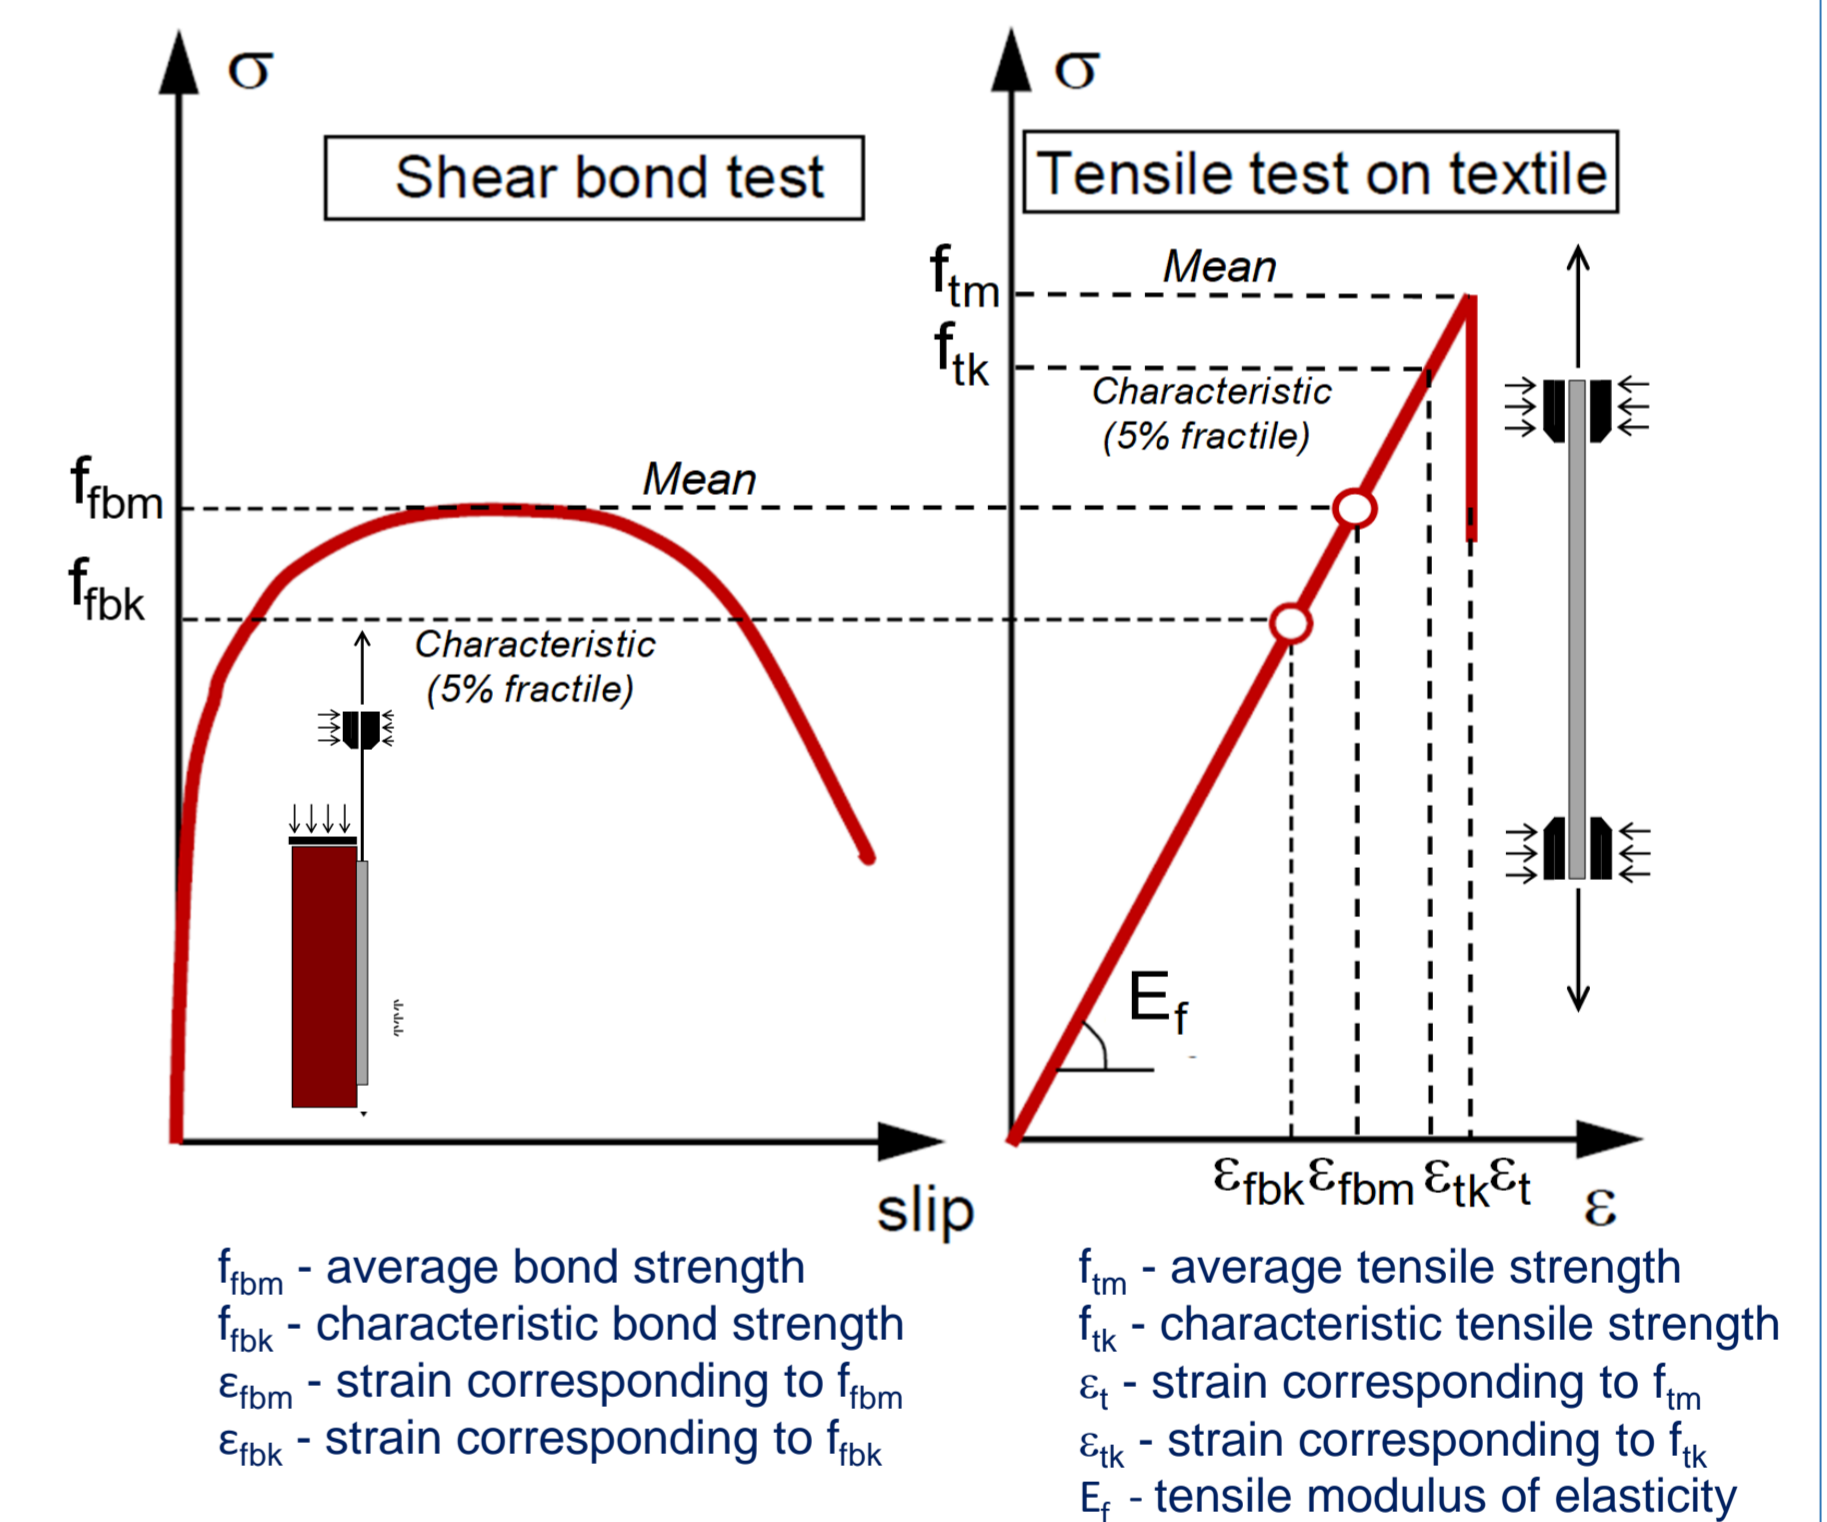 σ
Shear bond test
f_fbm
Mean
f_fbk
Characteristic
(5% fractile)
slip
σ
Tensile test on textile
f_tm
Mean
f_tk
Characteristic
(5% fractile)
E_f
ε_fbk ε_fbm ε_tk ε_t
ε
f_fbm - average bond strength
f_fbk - characteristic bond strength
ε_fbm - strain corresponding to f_fbm
ε_fbk - strain corresponding to f_fbk
f_tm - average tensile strength
f_tk - characteristic tensile strength
ε_t - strain corresponding to f_tm
ε_tk - strain corresponding to f_tk
E_f - tensile modulus of elasticity